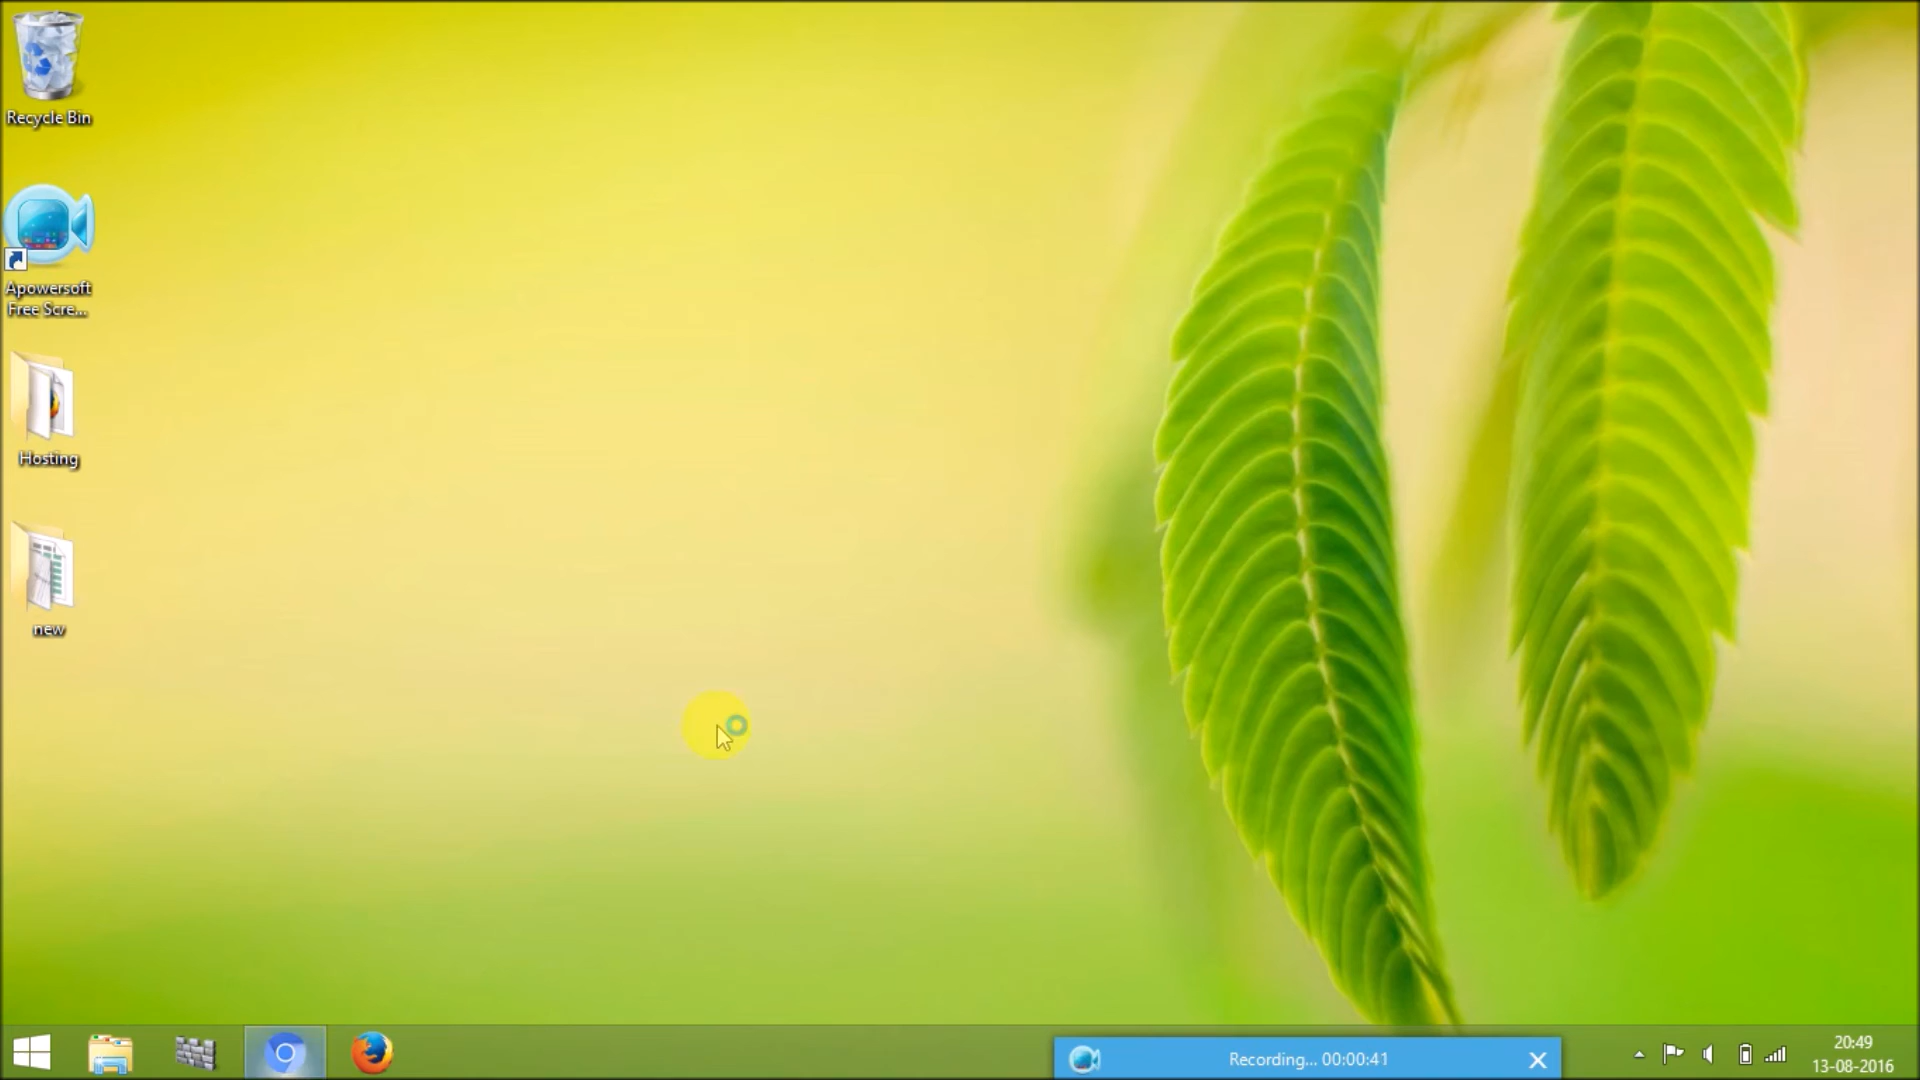 Recycle Bin
Apowersoft
Free Scre...
Hosting
new
Recording... 00:00:41
20:49
13-08-2016